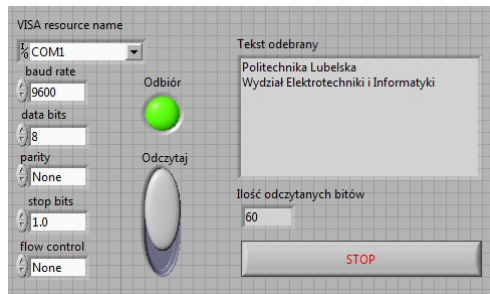 VISA resource name
COM1
baud rate
9600
data bits
8
parity
None
stop bits
1.0
flow control
None
Odbiór
Odczytaj
Tekst odebrany
Politechnika Lubelska
Wydział Elektrotechniki i Informatyki
Ilość odczytanych bitów
60
STOP